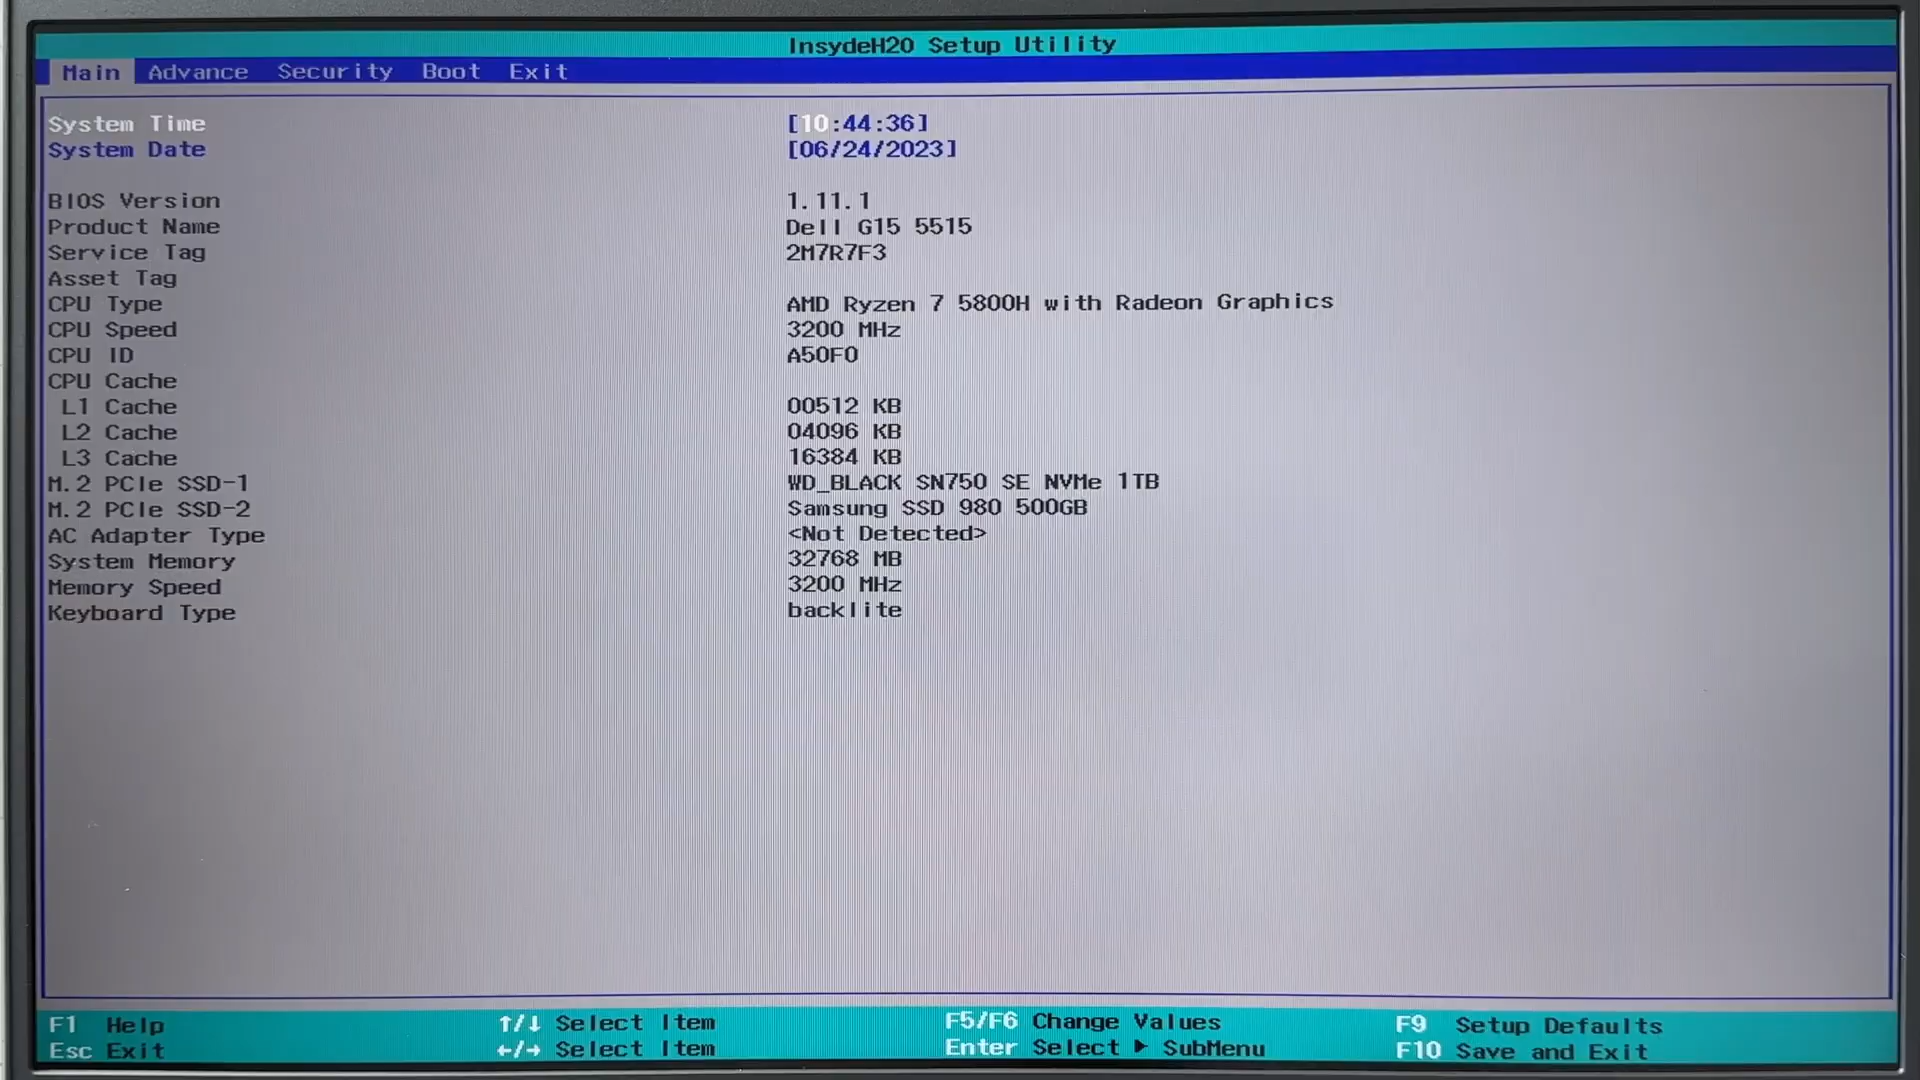 InsydeH20 Setup Utility
Main Advance Security Boot Exit
System Time [10:44:36]
System Date [06/24/2023]
BIOS Version 1.11.1
Product Name Dell G15 5515
Service Tag 2M7R7F3
Asset Tag
CPU Type AMD Ryzen 7 5800H with Radeon Graphics
CPU Speed 3200 MHz
CPU ID A50F0
CPU Cache
L1 Cache 00512 KB
L2 Cache 04096 KB
L3 Cache 16384 KB
M.2 PCIe SSD-1 WD_BLACK SN750 SE NVMe 1TB
M.2 PCIe SSD-2 Samsung SSD 980 500GB
AC Adapter Type <Not Detected>
System Memory 32768 MB
Memory Speed 3200 MHz
Keyboard Type backlite
F1 Help ↑/↓ Select Item F5/F6 Change Values F9 Setup Defaults
Esc Exit ←/→ Select Item Enter Select ▶ SubMenu F10 Save and Exit